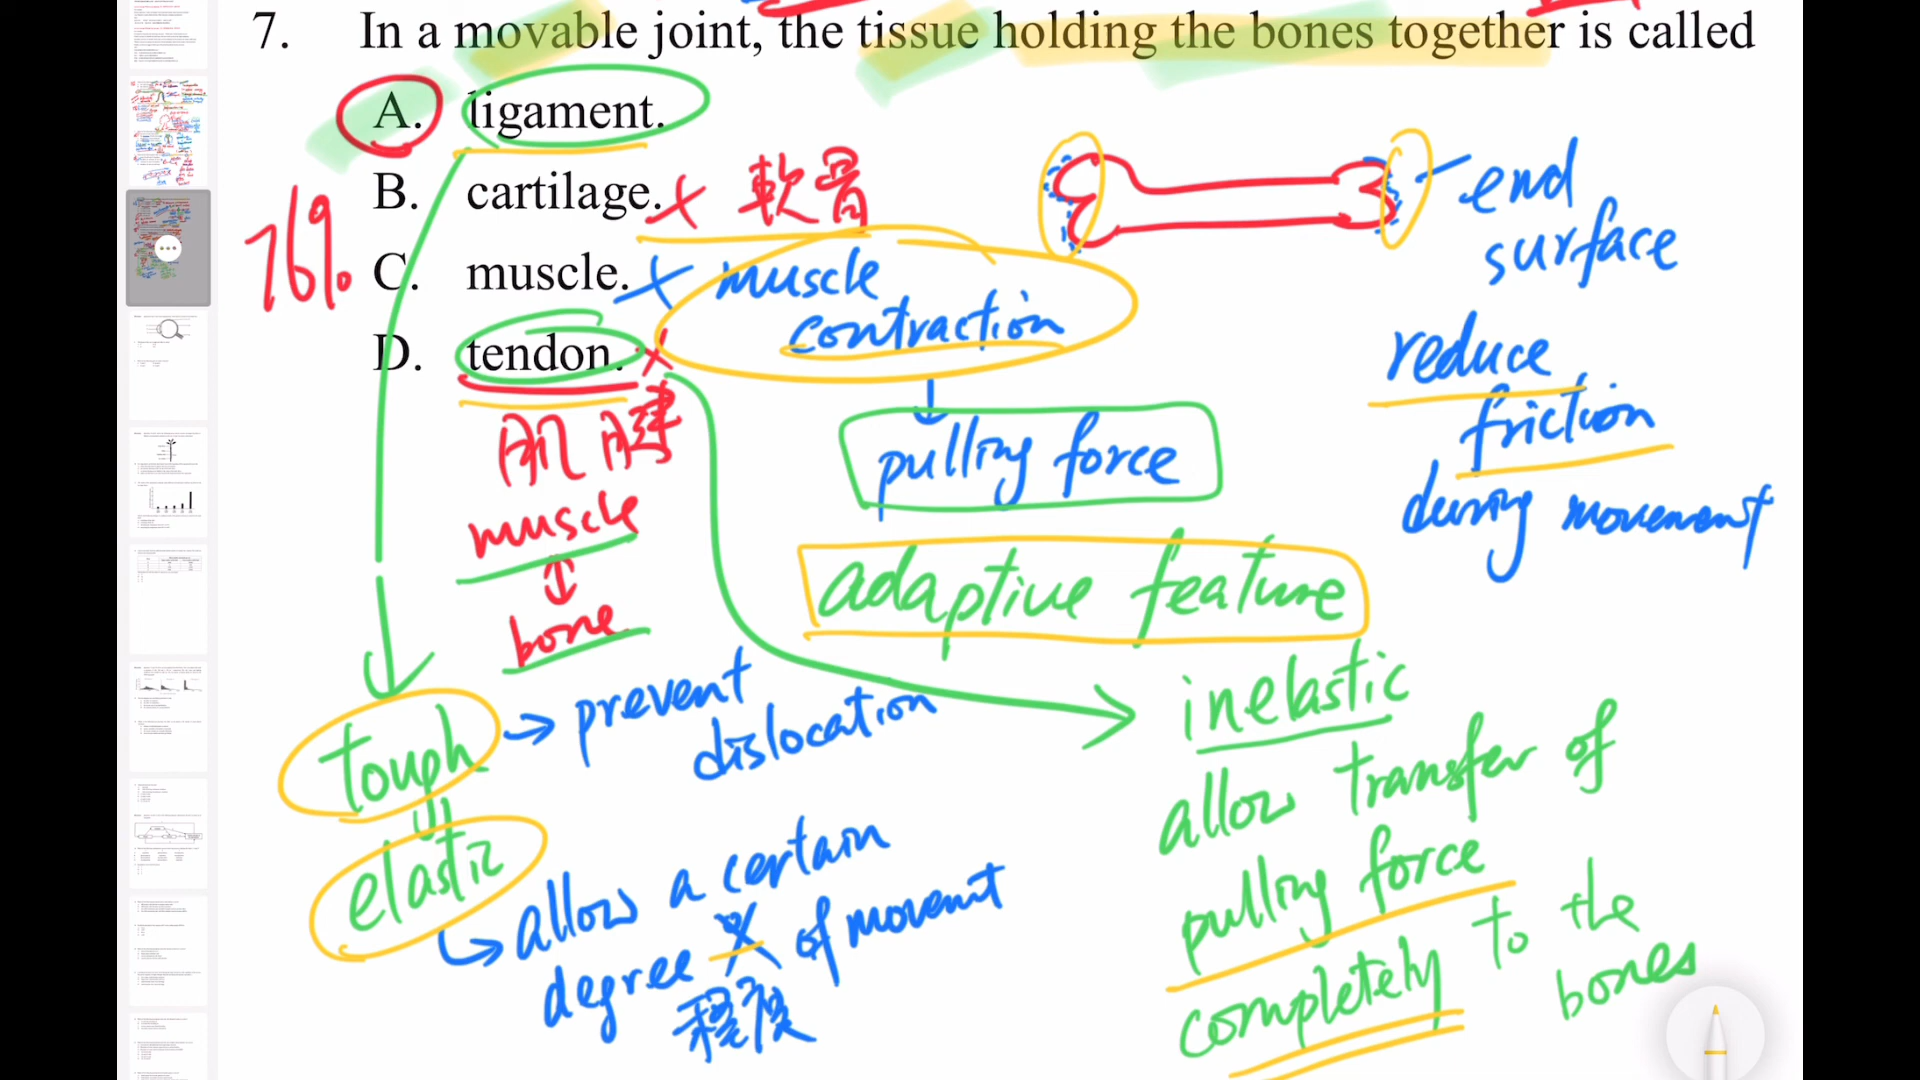 7. In a movable joint, the tissue holding the bones together is called
A. ligament.
B. cartilage. 軟骨
C. muscle. muscle
contraction
D. tendon.
76%
肌腱
muscle
bone
pulling force
end
surface
reduce
friction
during movement
adaptive feature
tough
prevent
dislocation
elastic
allow a certain
degree of movement
程度
inelastic
allow transfer of
pulling force
completely to the
bones